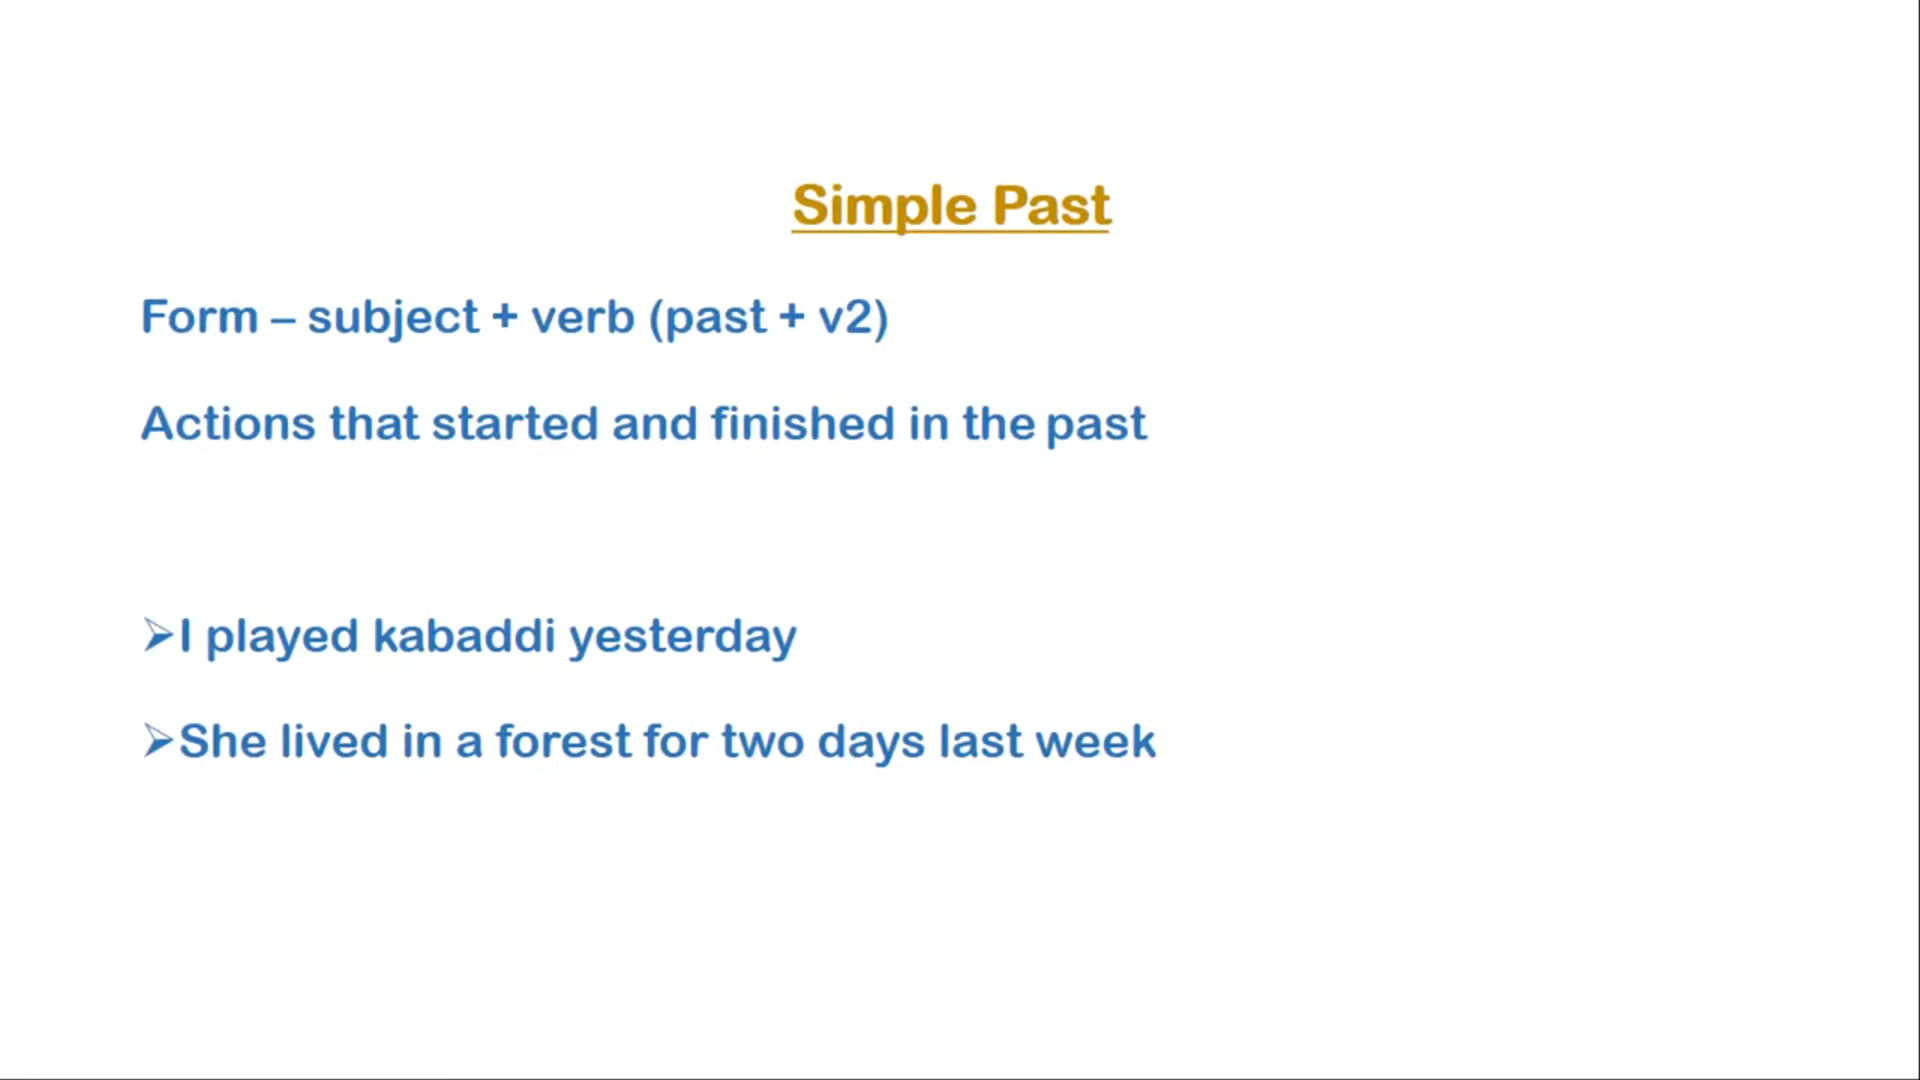 Simple Past
Form – subject + verb (past + v2)
Actions that started and finished in the past
➢I played kabaddi yesterday
➢She lived in a forest for two days last week